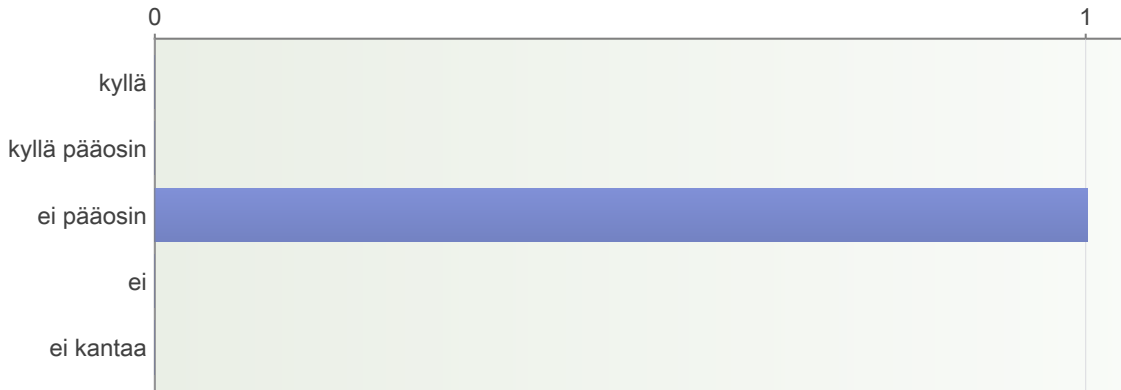 0 1
kyllä
kyllä pääosin
ei pääosin
ei
ei kantaa